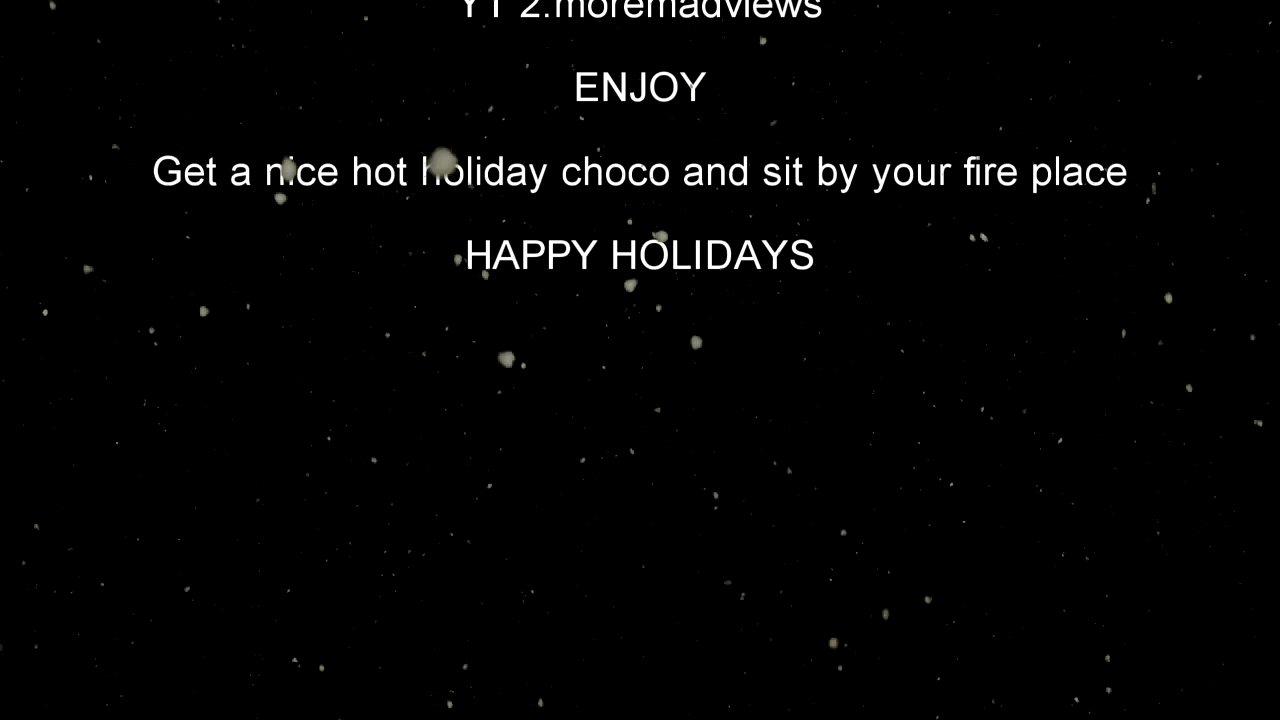 YT 2.moremadviews
ENJOY
Get a nice hot holiday choco and sit by your fire place
HAPPY HOLIDAYS